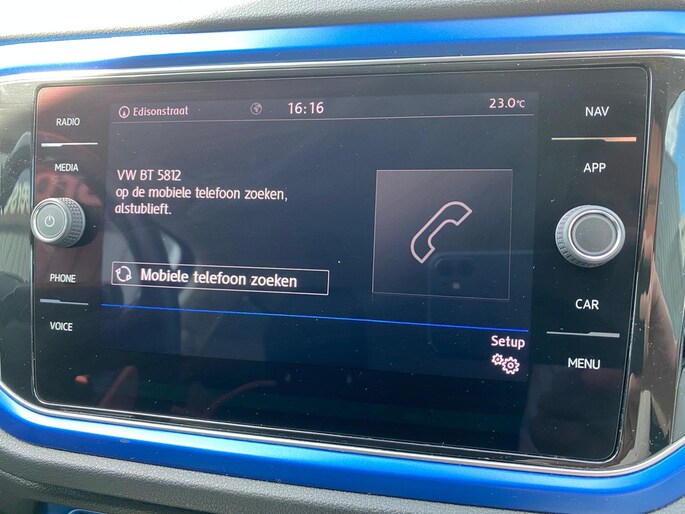 RADIO
MEDIA
PHONE
VOICE
Edisonstraat 16:16 23.0°C
VW BT 5812
op de mobiele telefoon zoeken,
alstublieft.
Mobiele telefoon zoeken
Setup
NAV
APP
CAR
MENU